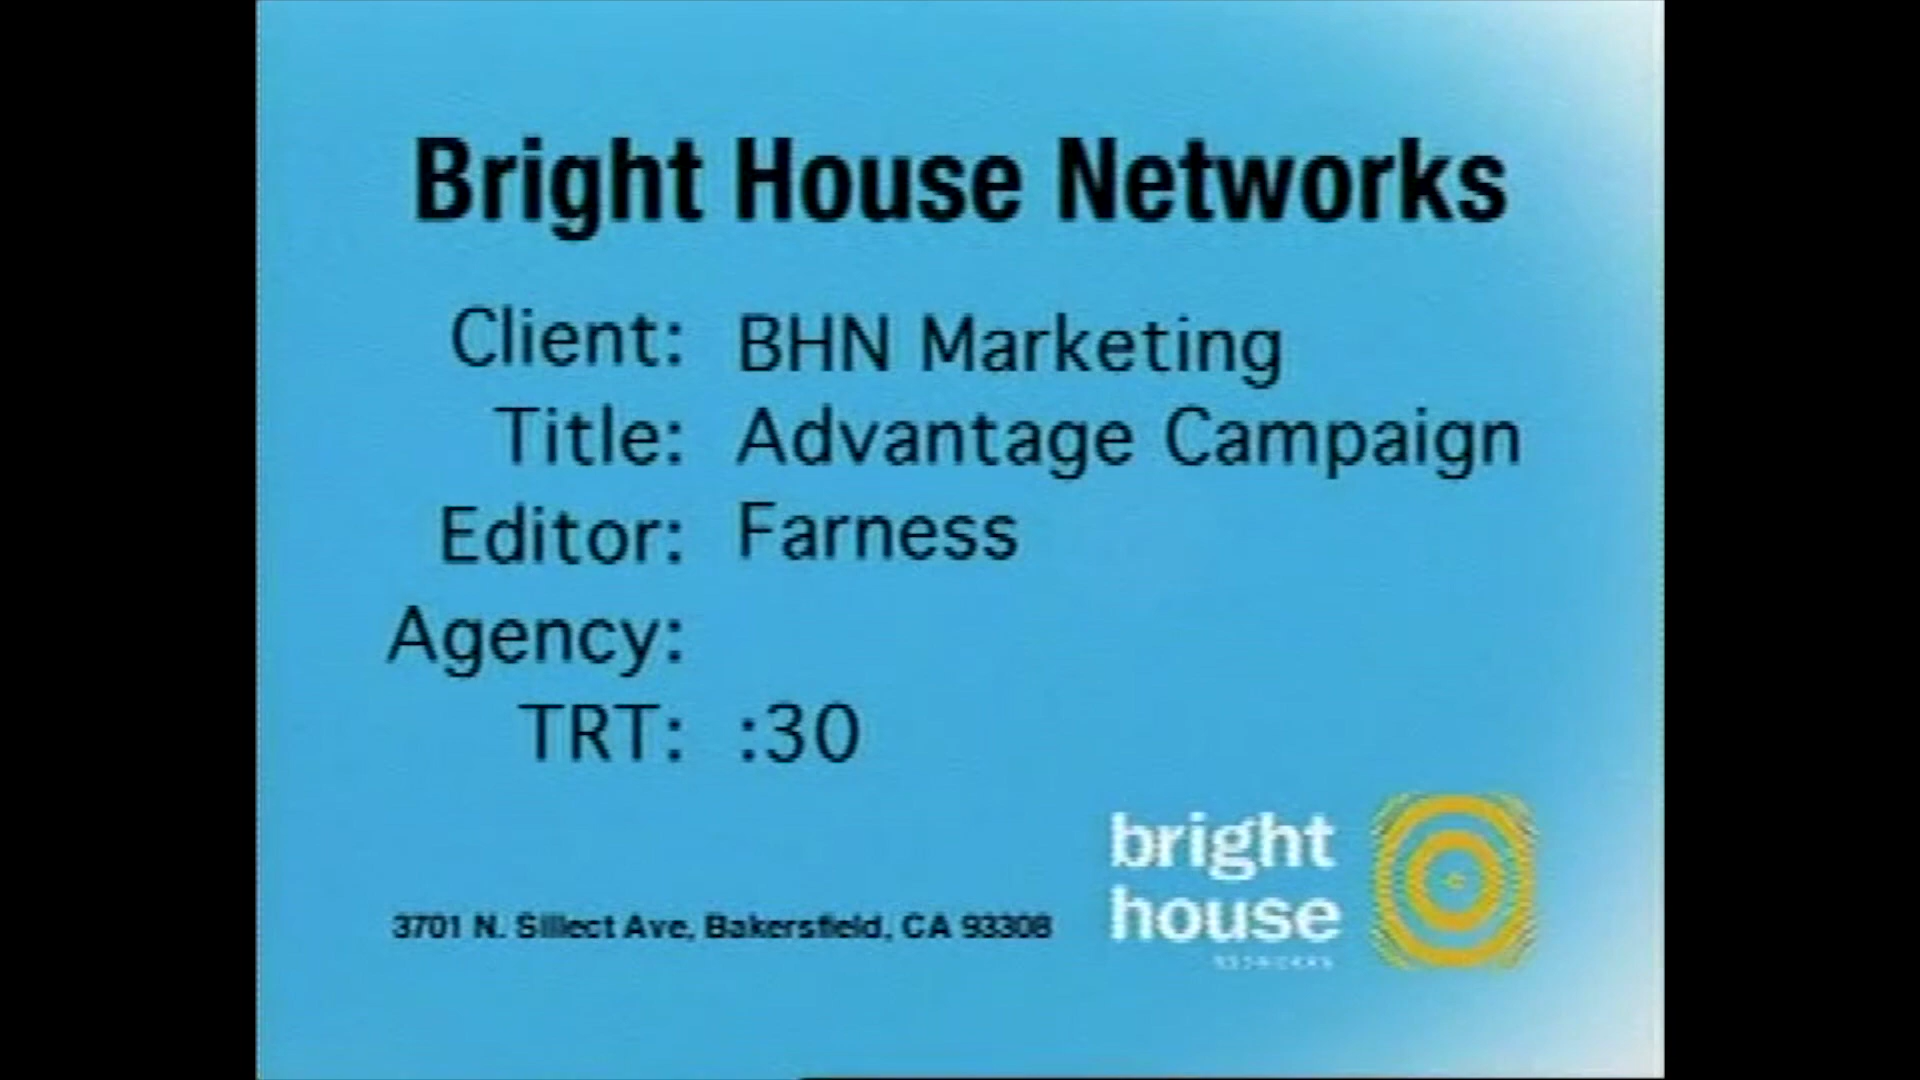 Bright House Networks
Client: BHN Marketing
Title: Advantage Campaign
Editor: Farness
Agency:
TRT: :30
bright
house
NETWORKS
3701 N. Sillect Ave, Bakersfield, CA 93308